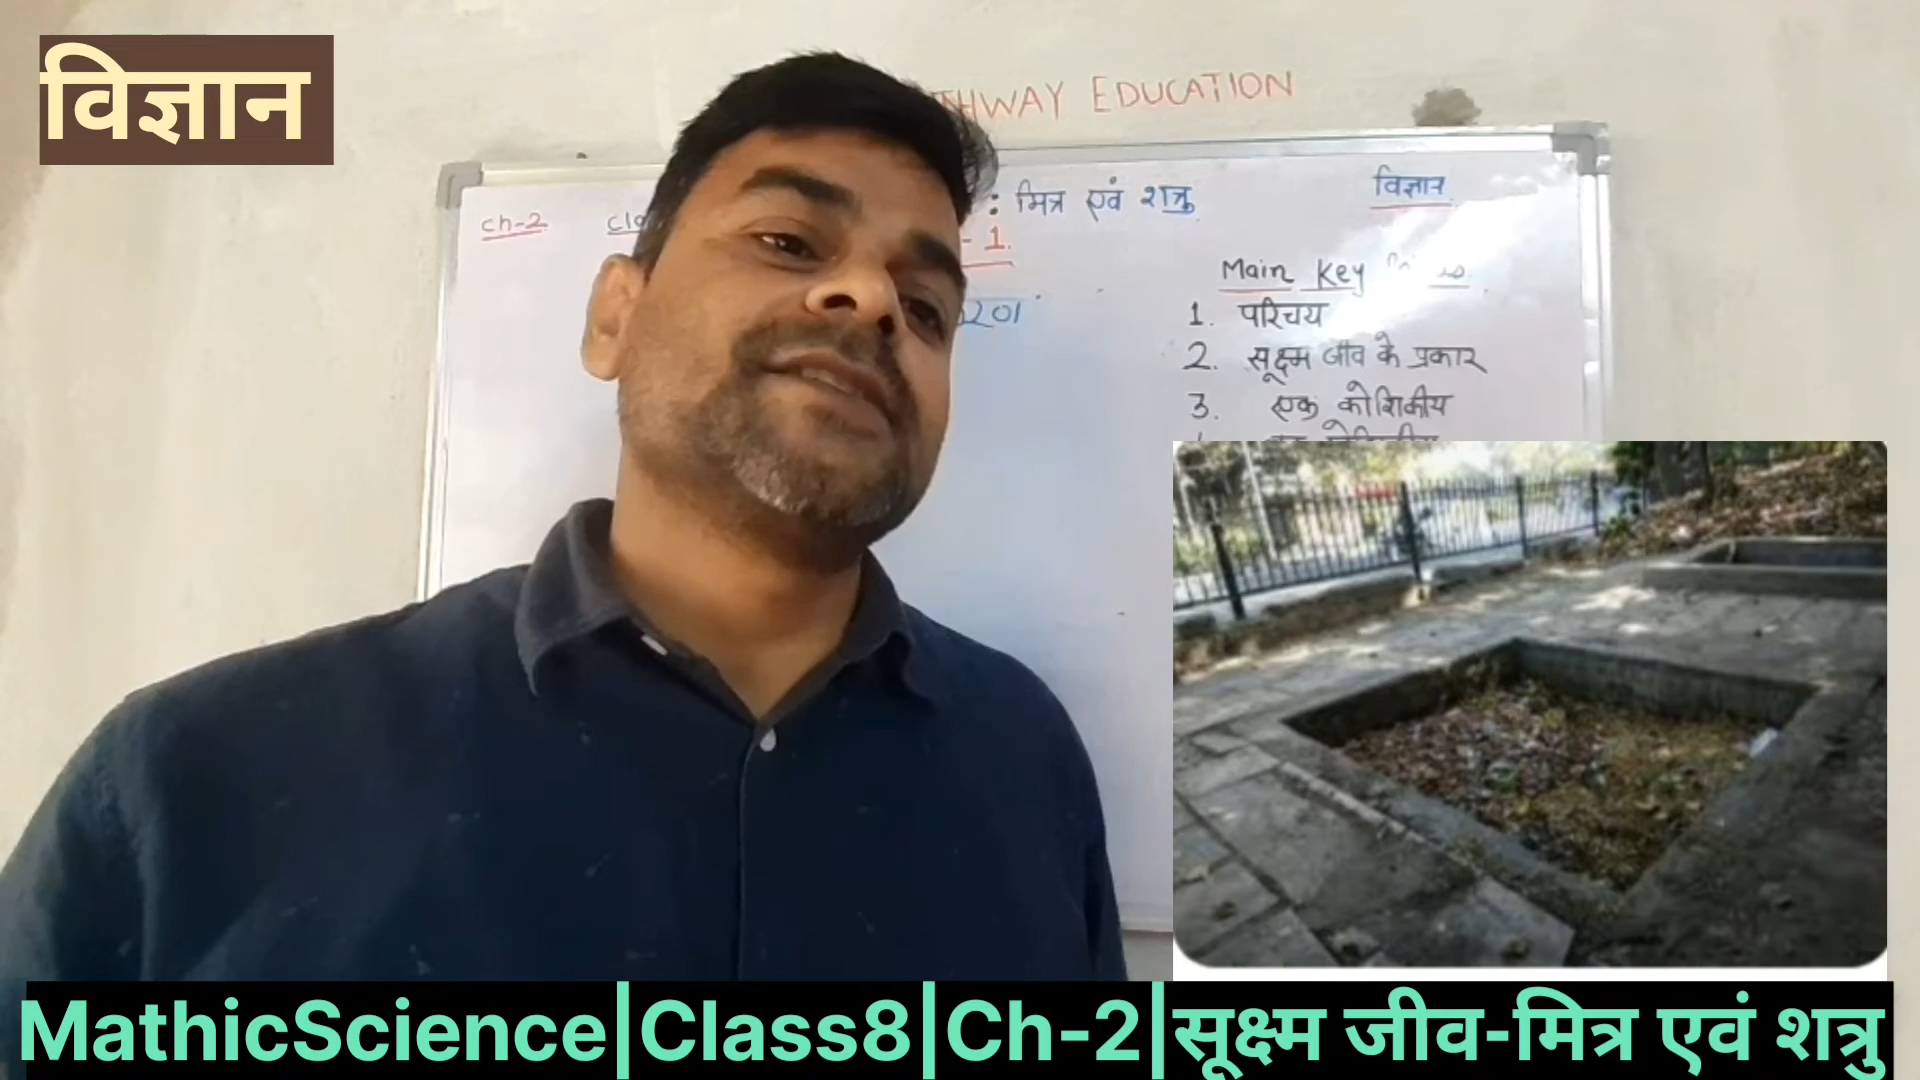 विज्ञान
EDUCATION
ch-2
: मित्र एवं शत्रु
विज्ञान
- 1.
Main Key
1. परिचय
2. सूक्ष्म जीव के प्रकार
3. एक कोशिकीय
MathicScience|Class8|Ch-2|सूक्ष्म जीव-मित्र एवं शत्रु